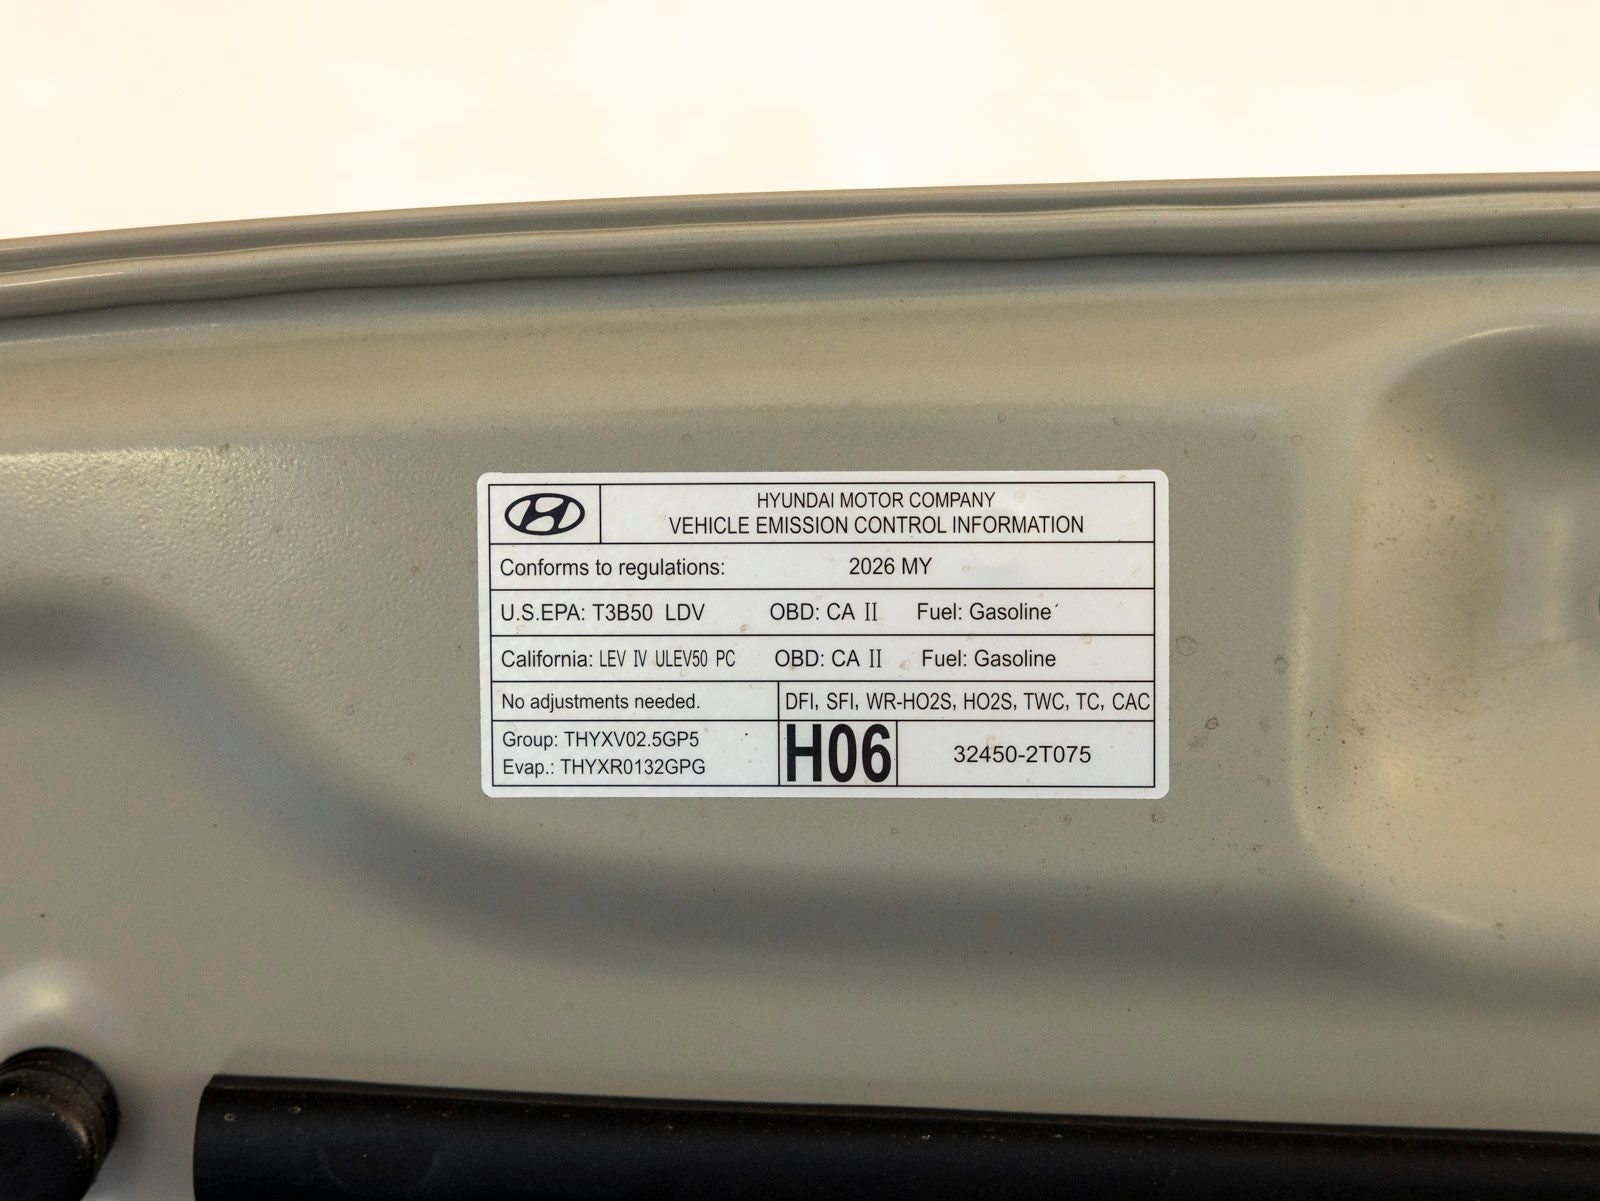 HYUNDAI MOTOR COMPANY
VEHICLE EMISSION CONTROL INFORMATION
Conforms to regulations: 2026 MY
U.S.EPA: T3B50 LDV OBD: CA II Fuel: Gasoline
California: LEV IV ULEV50 PC OBD: CA II Fuel: Gasoline
No adjustments needed. DFI, SFI, WR-HO2S, HO2S, TWC, TC, CAC
Group: THYXV02.5GP5
Evap.: THYXR0132GPG
H06 32450-2T075